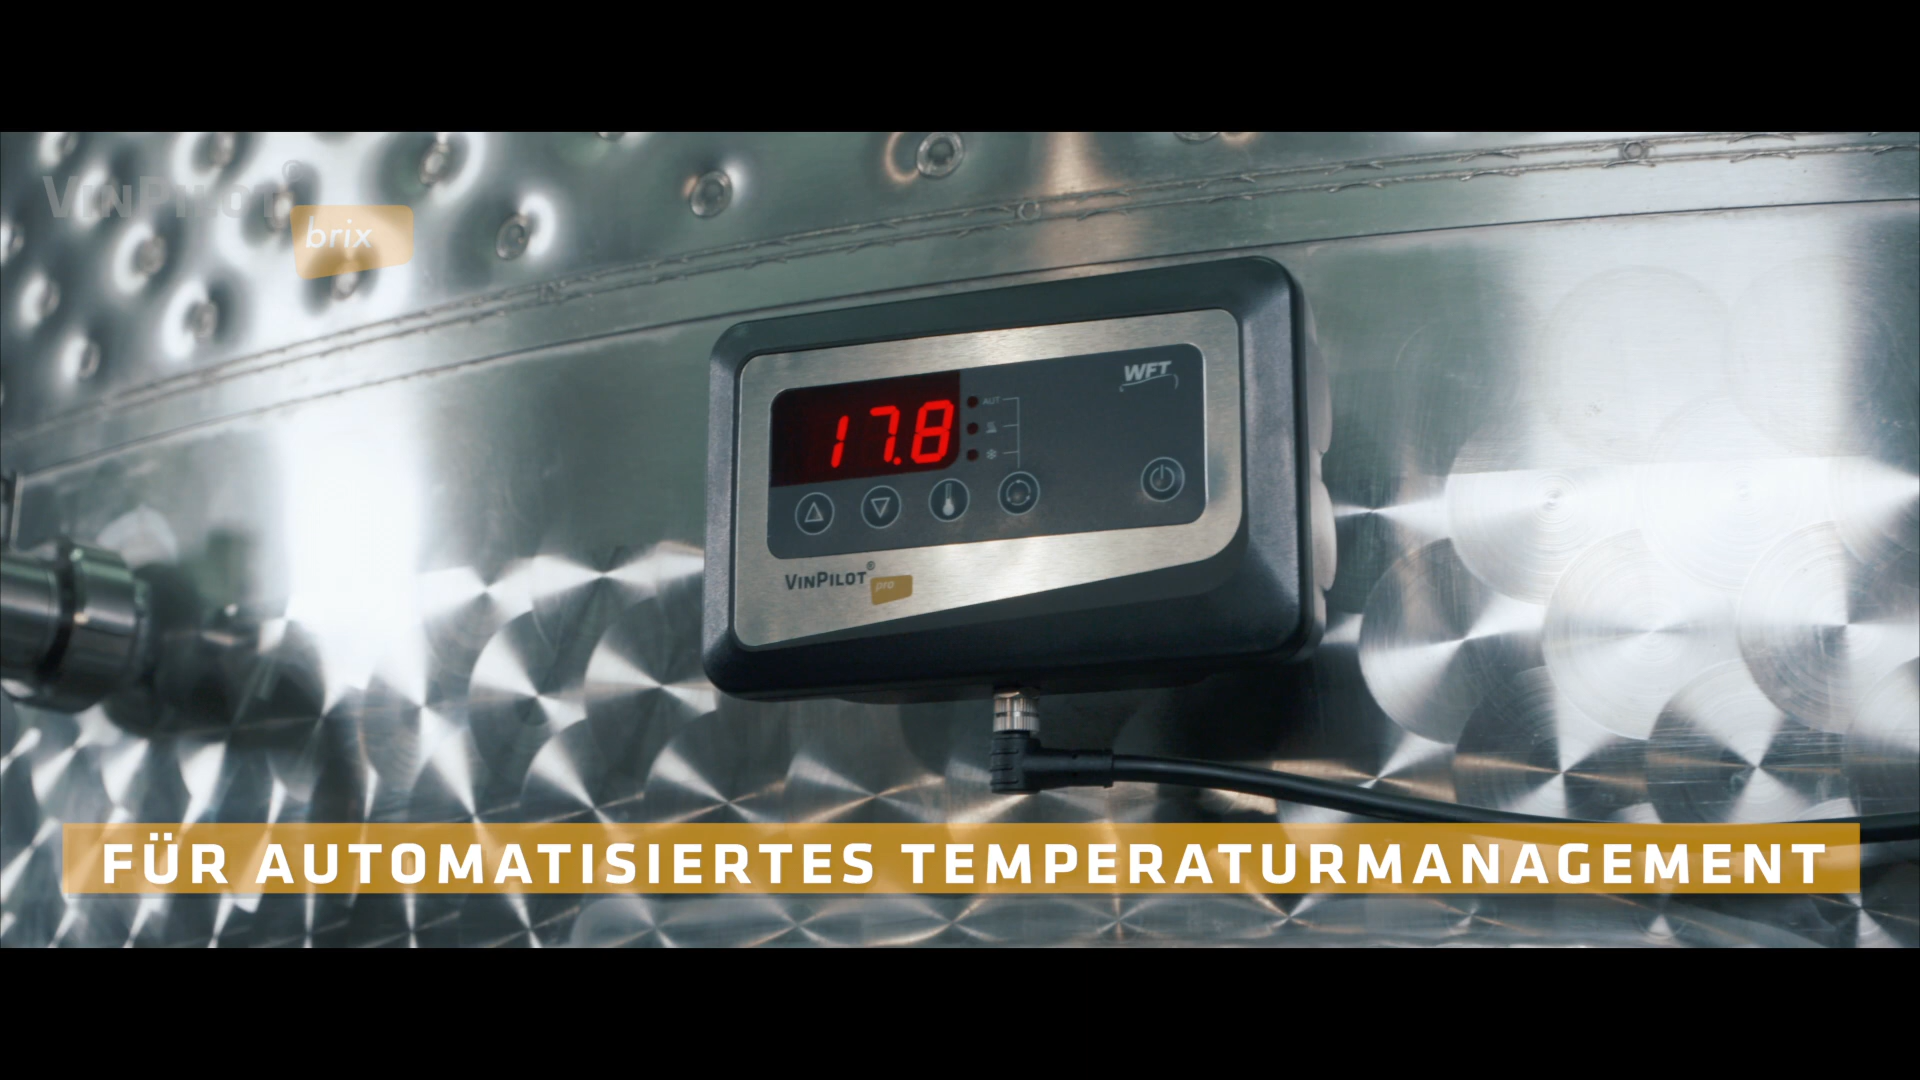 VINPILOT®
brix
WFT
17.8
AUT
VINPILOT®
pro
FÜR AUTOMATISIERTES TEMPERATURMANAGEMENT